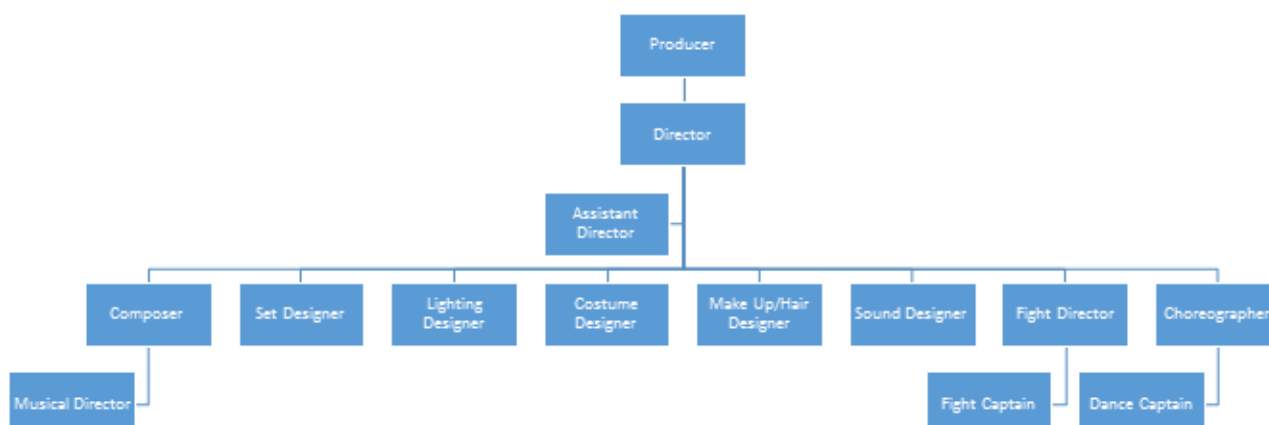 Producer
Director
Assistant
Director
Composer
Set Designer
Lighting
Designer
Costume
Designer
Make Up/Hair
Designer
Sound Designer
Fight Director
Choreographer
Musical Director
Fight Captain
Dance Captain